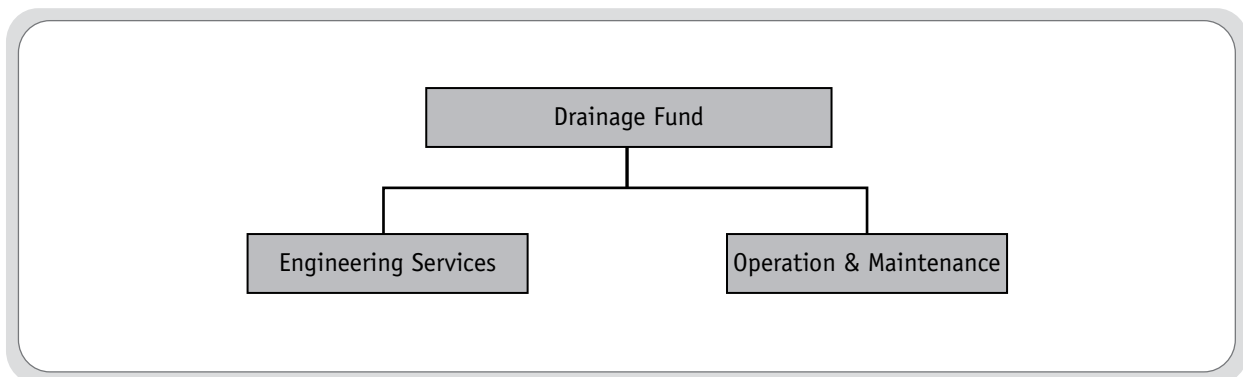 Drainage Fund
Engineering Services
Operation & Maintenance